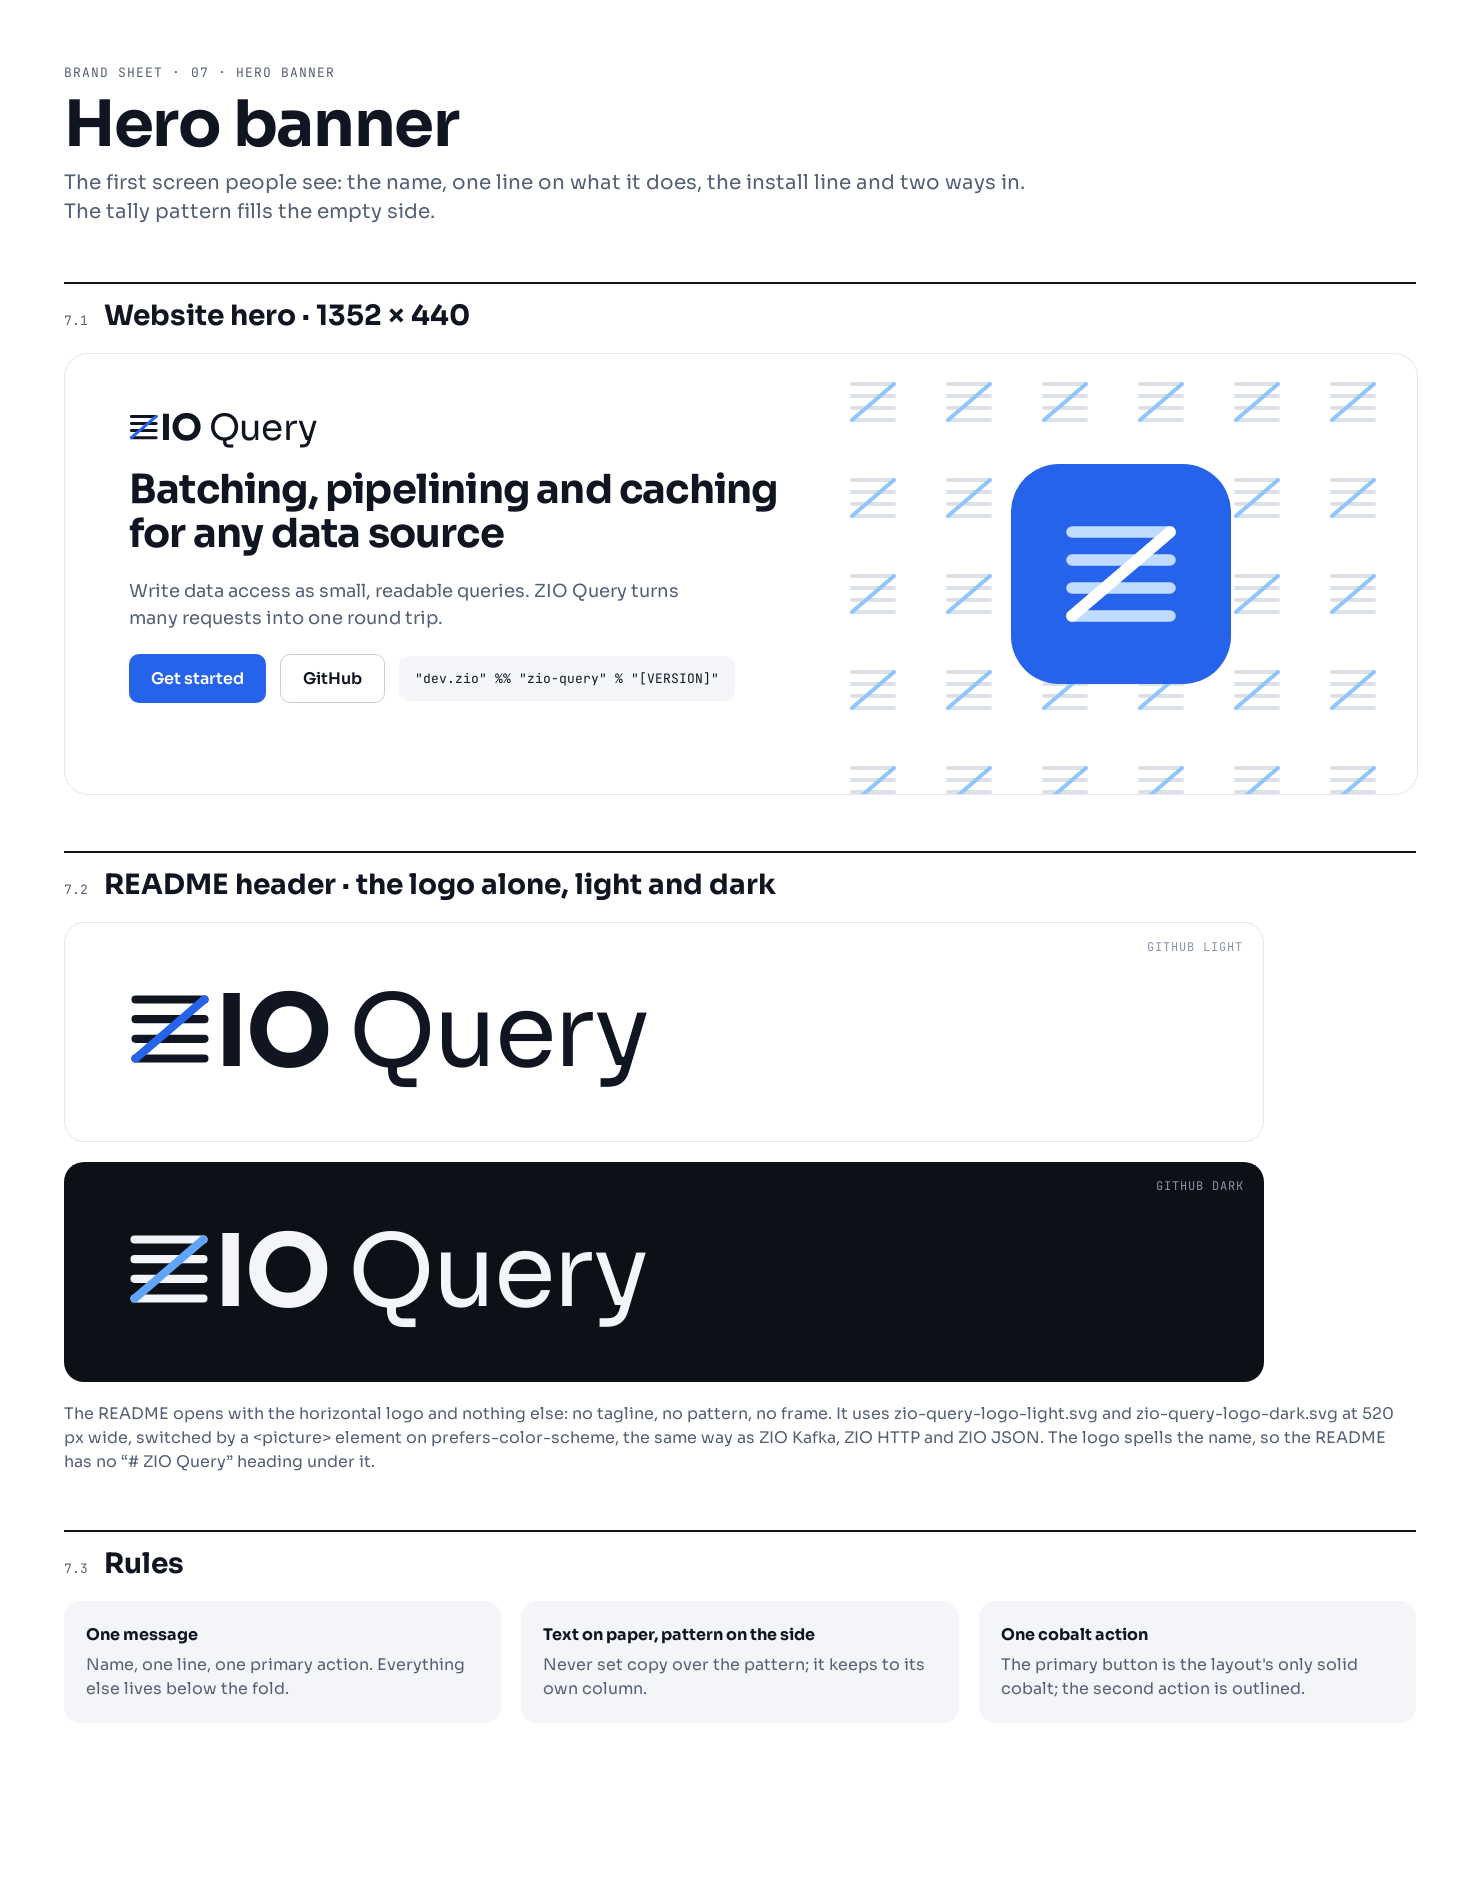 BRAND SHEET · 07 · HERO BANNER
Hero banner
The first screen people see: the name, one line on what it does, the install line and two ways in.
The tally pattern fills the empty side.
7.1 Website hero · 1352 × 440
ZIO Query
Batching, pipelining and caching
for any data source
Write data access as small, readable queries. ZIO Query turns
many requests into one round trip.
Get started
GitHub
"dev.zio" %% "zio-query" % "[VERSION]"
7.2 README header · the logo alone, light and dark
GITHUB LIGHT
ZIO Query
GITHUB DARK
ZIO Query
The README opens with the horizontal logo and nothing else: no tagline, no pattern, no frame. It uses zio-query-logo-light.svg and zio-query-logo-dark.svg at 520
px wide, switched by a <picture> element on prefers-color-scheme, the same way as ZIO Kafka, ZIO HTTP and ZIO JSON. The logo spells the name, so the README
has no “# ZIO Query” heading under it.
7.3 Rules
One message
Name, one line, one primary action. Everything
else lives below the fold.
Text on paper, pattern on the side
Never set copy over the pattern; it keeps to its
own column.
One cobalt action
The primary button is the layout's only solid
cobalt; the second action is outlined.